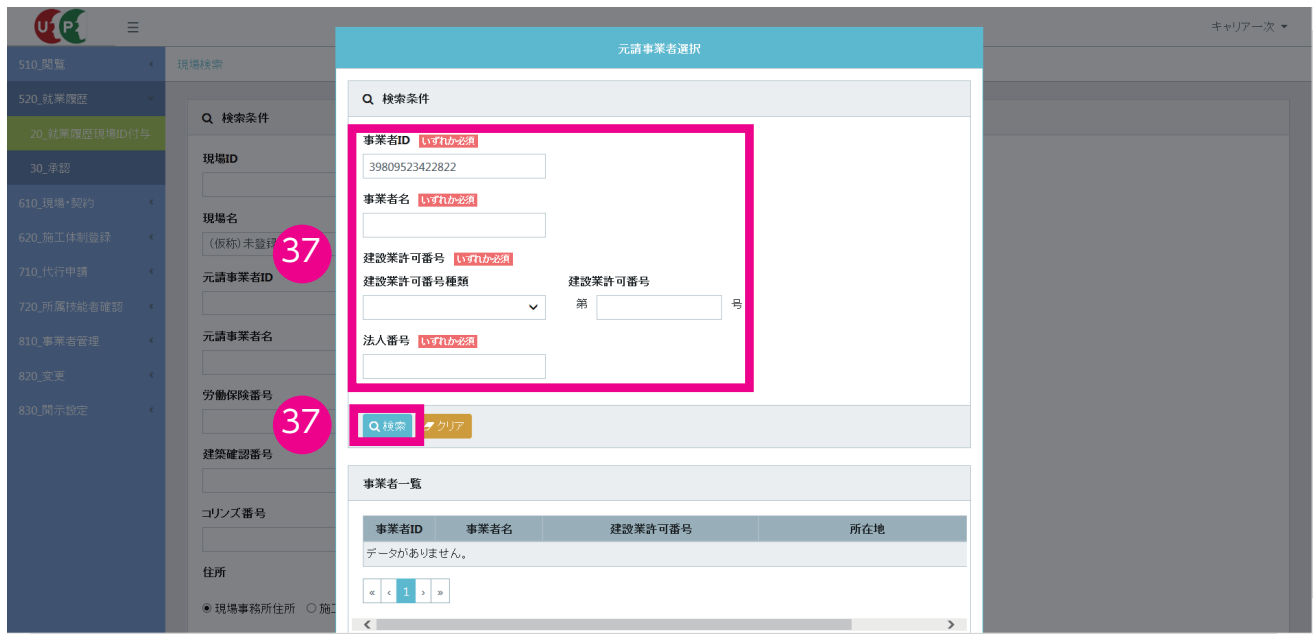 U P
キャリア一次
510_閲覧
520_就業履歴
20_就業履歴現場ID付与
30_承認
610_現場・契約
620_施工体制登録
710_代行申請
720_所属技能者確認
810_事業者管理
820_変更
830_開示設定
現場検索
検索条件
現場ID
現場名
(仮称)未登録
元請事業者ID
元請事業者名
労働保険番号
建築確認番号
コリンズ番号
住所
現場事務所住所 施工
元請事業者選択
検索条件
事業者ID いずれか必須
39809523422822
事業者名 いずれか必須
建設業許可番号 いずれか必須
建設業許可番号種類 建設業許可番号
第 号
法人番号 いずれか必須
37
37
検索 クリア
事業者一覧
事業者ID 事業者名 建設業許可番号 所在地
データがありません。
« ‹ 1 › »